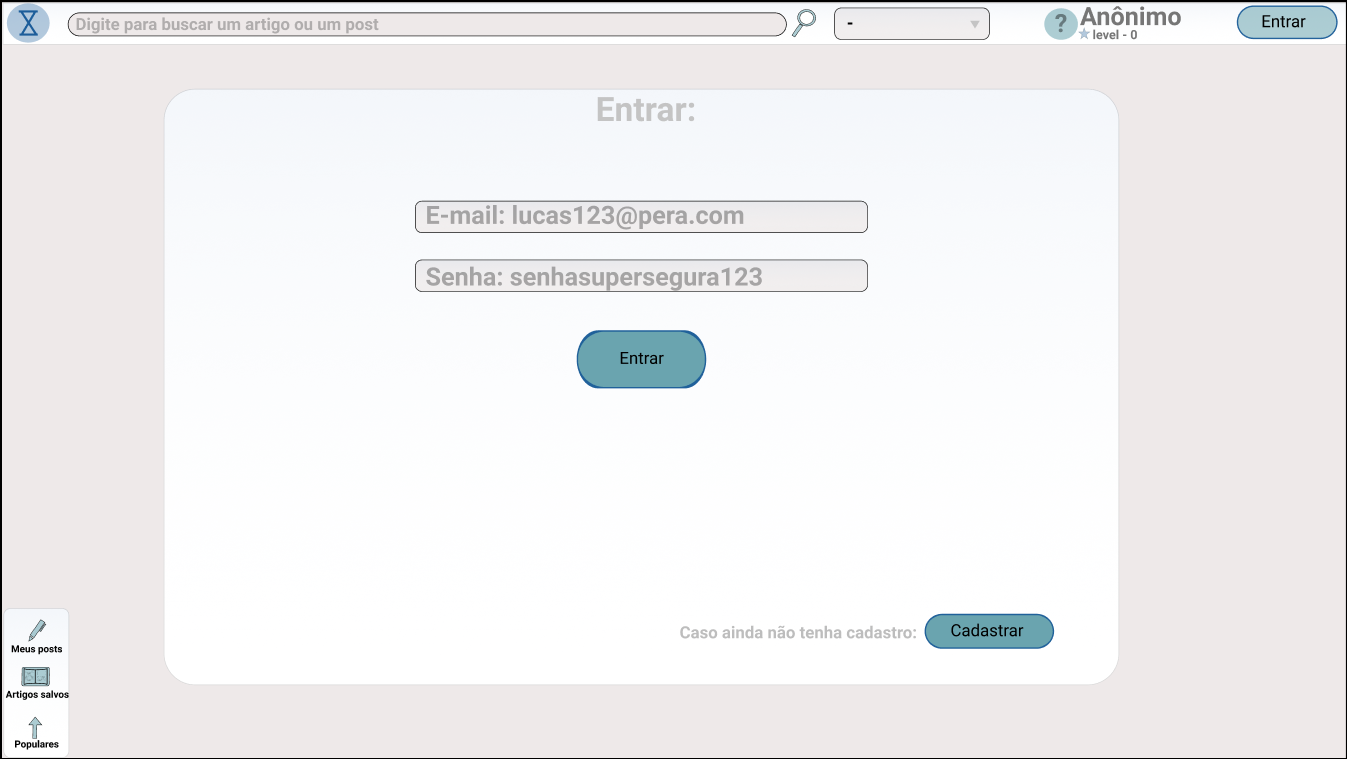 Digite para buscar um artigo ou um post
-
?
Anônimo
level - 0
Entrar
Entrar:
E-mail: lucas123@pera.com
Senha: senhasupersegura123
Entrar
Caso ainda não tenha cadastro:
Cadastrar
Meus posts
Artigos salvos
Populares